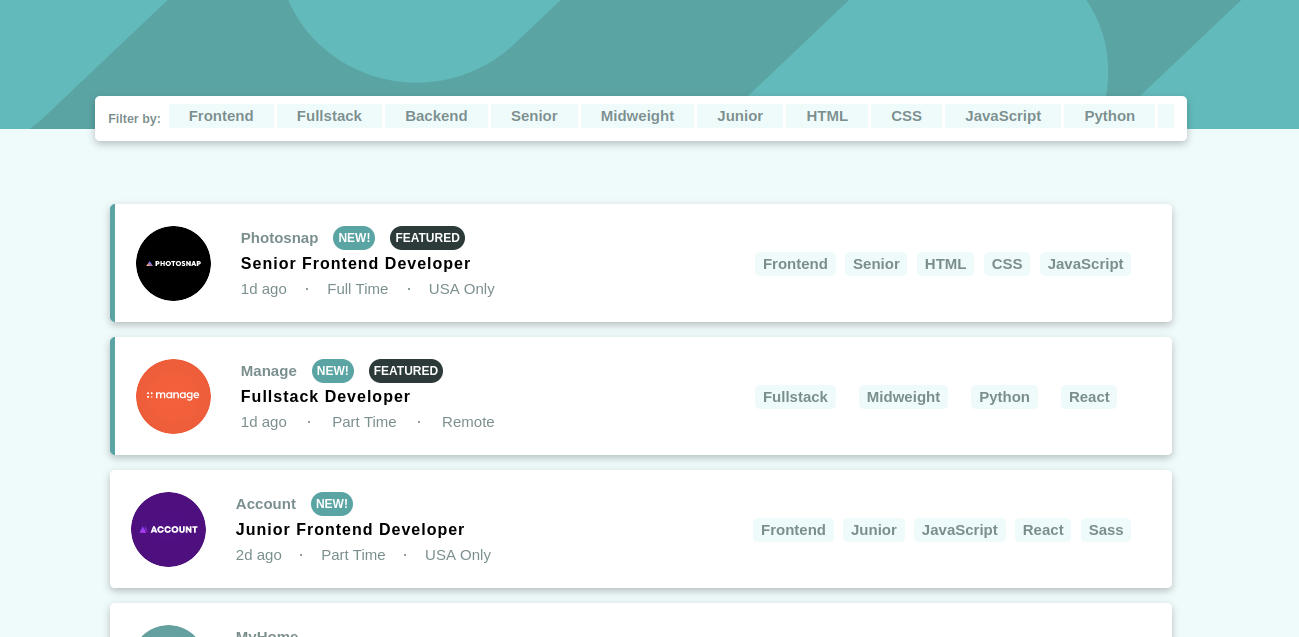 Filter by: Frontend Fullstack Backend Senior Midweight Junior HTML CSS JavaScript Python
PHOTOSNAP
Photosnap NEW! FEATURED
Senior Frontend Developer
1d ago · Full Time · USA Only
Frontend Senior HTML CSS JavaScript
manage
Manage NEW! FEATURED
Fullstack Developer
1d ago · Part Time · Remote
Fullstack Midweight Python React
ACCOUNT
Account NEW!
Junior Frontend Developer
2d ago · Part Time · USA Only
Frontend Junior JavaScript React Sass
MyHome